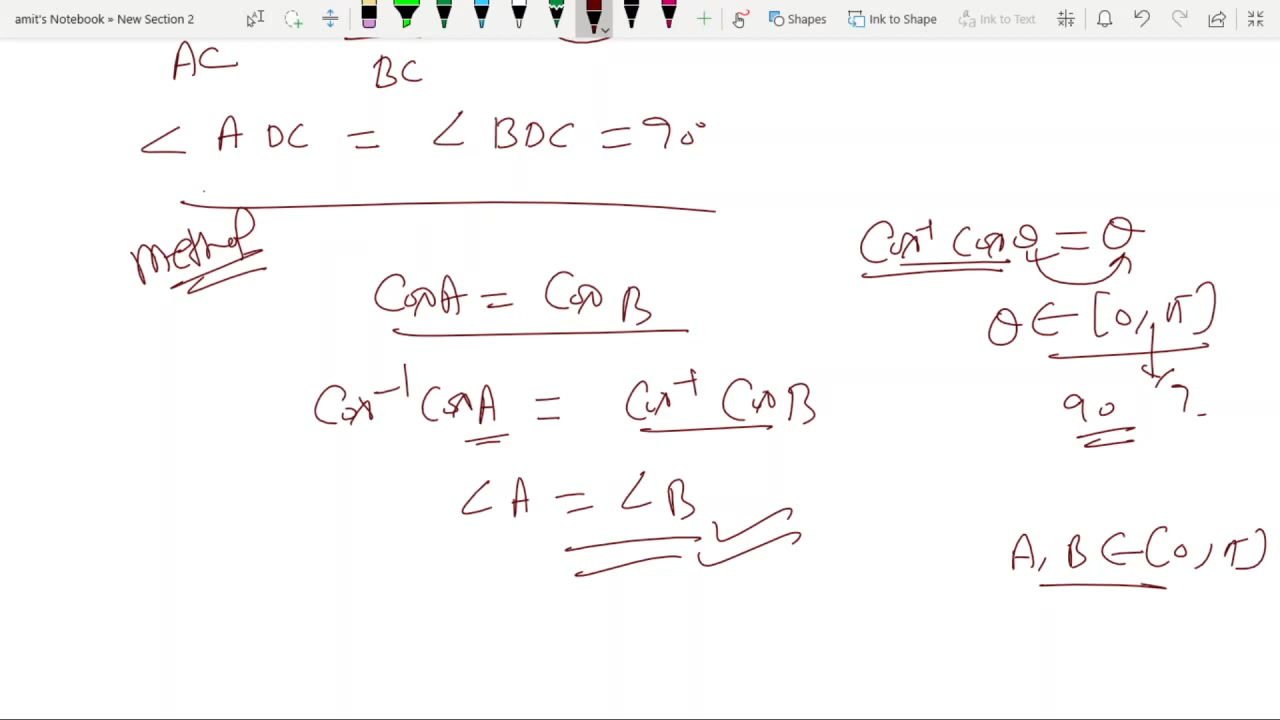 amit's Notebook » New Section 2
Shapes
Ink to Shape
Ink to Text
AC
BC
∠ A DC = ∠ BDC = 90°
Method
Cos A = Cos B
Cos⁻¹ Cos A = Cos⁻¹ Cos B
∠ A = ∠ B
Cos⁻¹ Cos θ = θ
θ ∈ [0, π]
90
A, B ∈ [0, π]